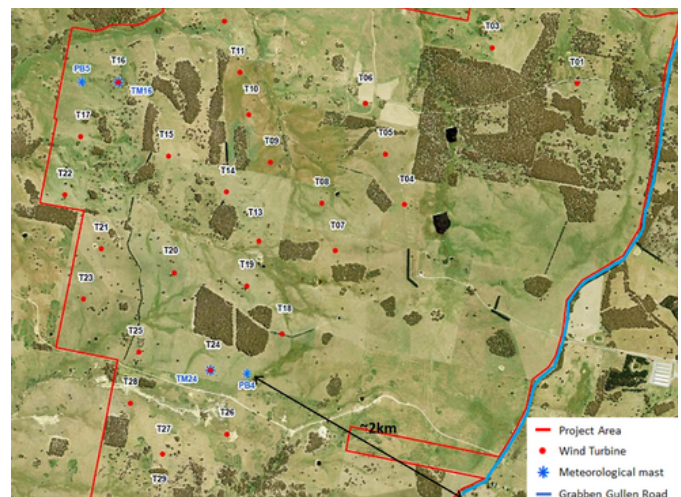 T03
T11
T16
PB5
T01
TM16
T06
T10
T17
T15
T05
T09
T14
T22
T08
T04
T13
T21
T07
T20
T19
T23
T18
T25
T24
TM24
PB4
T28
T26
~2km
T27
T29
Project Area
Wind Turbine
Meteorological mast
Grabben Gullen Road